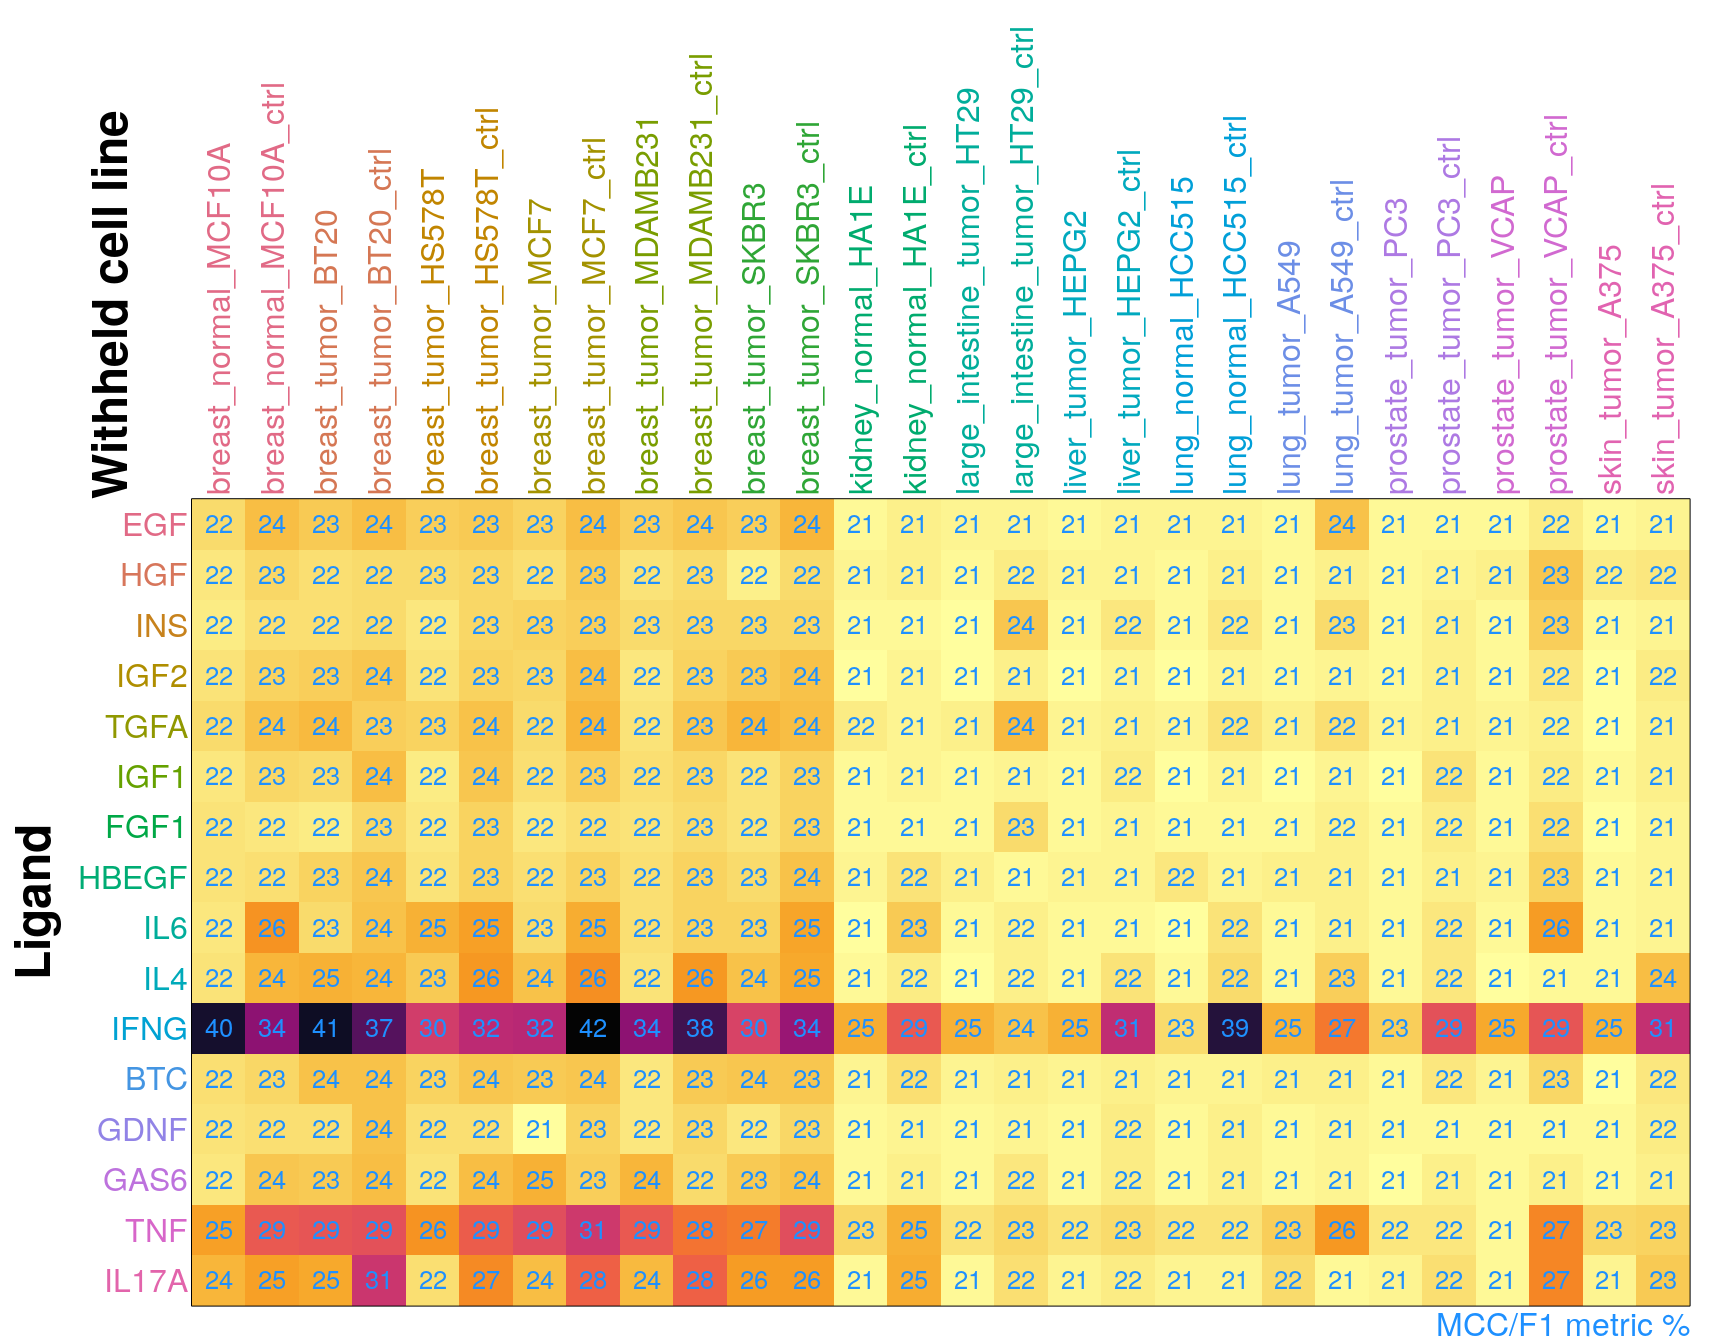 Withheld cell line
breast_normal_MCF10A
breast_normal_MCF10A_ctrl
breast_tumor_BT20
breast_tumor_BT20_ctrl
breast_tumor_HS578T
breast_tumor_HS578T_ctrl
breast_tumor_MCF7
breast_tumor_MCF7_ctrl
breast_tumor_MDAMB231
breast_tumor_MDAMB231_ctrl
breast_tumor_SKBR3
breast_tumor_SKBR3_ctrl
kidney_normal_HA1E
kidney_normal_HA1E_ctrl
large_intestine_tumor_HT29
large_intestine_tumor_HT29_ctrl
liver_tumor_HEPG2
liver_tumor_HEPG2_ctrl
lung_normal_HCC515
lung_normal_HCC515_ctrl
lung_tumor_A549
lung_tumor_A549_ctrl
prostate_tumor_PC3
prostate_tumor_PC3_ctrl
prostate_tumor_VCAP
prostate_tumor_VCAP_ctrl
skin_tumor_A375
skin_tumor_A375_ctrl
Ligand
EGF 22 24 23 24 23 23 23 24 23 24 23 24 21 21 21 21 21 21 21 21 21 24 21 21 21 22 21 21
HGF 22 23 22 22 23 23 22 23 22 23 22 22 21 21 21 22 21 21 21 21 21 21 21 21 21 23 22 22
INS 22 22 22 22 22 23 23 23 23 23 23 23 21 21 21 24 21 22 21 22 21 23 21 21 21 23 21 21
IGF2 22 23 23 24 22 23 23 24 22 23 23 24 21 21 21 21 21 21 21 21 21 21 21 21 21 22 21 22
TGFA 22 24 24 23 23 24 22 24 22 23 24 24 22 21 21 24 21 21 21 22 21 22 21 21 21 22 21 21
IGF1 22 23 23 24 22 24 22 23 22 23 22 23 21 21 21 21 21 22 21 21 21 21 21 22 21 22 21 21
FGF1 22 22 22 23 22 23 22 22 22 23 22 23 21 21 21 23 21 21 21 21 21 22 21 22 21 22 21 21
HBEGF 22 22 23 24 22 23 22 23 22 23 23 24 21 22 21 21 21 21 22 21 21 21 21 21 21 23 21 21
IL6 22 26 23 24 25 25 23 25 22 23 23 25 21 23 21 22 21 21 21 22 21 21 21 22 21 26 21 21
IL4 22 24 25 24 23 26 24 26 22 26 24 25 21 22 21 22 21 22 21 22 21 23 21 22 21 21 21 24
IFNG 40 34 41 37 30 32 32 42 34 38 30 34 25 29 25 24 25 31 23 39 25 27 23 29 25 29 25 31
BTC 22 23 24 24 23 24 23 24 22 23 24 23 21 22 21 21 21 21 21 21 21 21 21 22 21 23 21 22
GDNF 22 22 22 24 22 22 21 23 22 23 22 23 21 21 21 21 21 22 21 21 21 21 21 21 21 21 21 22
GAS6 22 24 23 24 22 24 25 23 24 22 23 24 21 21 21 22 21 22 21 21 21 21 21 21 21 21 21 21
TNF 25 29 29 29 26 29 29 31 29 28 27 29 23 25 22 23 22 23 22 22 23 26 22 22 21 27 23 23
IL17A 24 25 25 31 22 27 24 28 24 28 26 26 21 25 21 22 21 22 21 21 22 21 21 22 21 27 21 23
MCC/F1 metric %